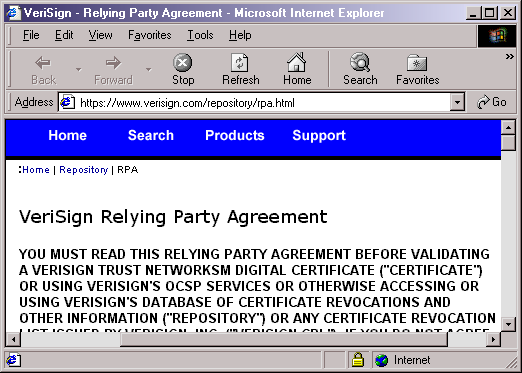 VeriSign - Relying Party Agreement - Microsoft Internet Explorer
File Edit View Favorites Tools Help
Back Forward Stop Refresh Home Search Favorites »
Address https://www.verisign.com/repository/rpa.html Go
Home Search Products Support
:Home | Repository | RPA
VeriSign Relying Party Agreement
YOU MUST READ THIS RELYING PARTY AGREEMENT BEFORE VALIDATING
A VERISIGN TRUST NETWORKSM DIGITAL CERTIFICATE ("CERTIFICATE")
OR USING VERISIGN'S OCSP SERVICES OR OTHERWISE ACCESSING OR
USING VERISIGN'S DATABASE OF CERTIFICATE REVOCATIONS AND
OTHER INFORMATION ("REPOSITORY") OR ANY CERTIFICATE REVOCATION
LIST ISSUED BY VERISIGN, INC. ("VERISIGN CRL"). IF YOU DO NOT AGREE
Internet